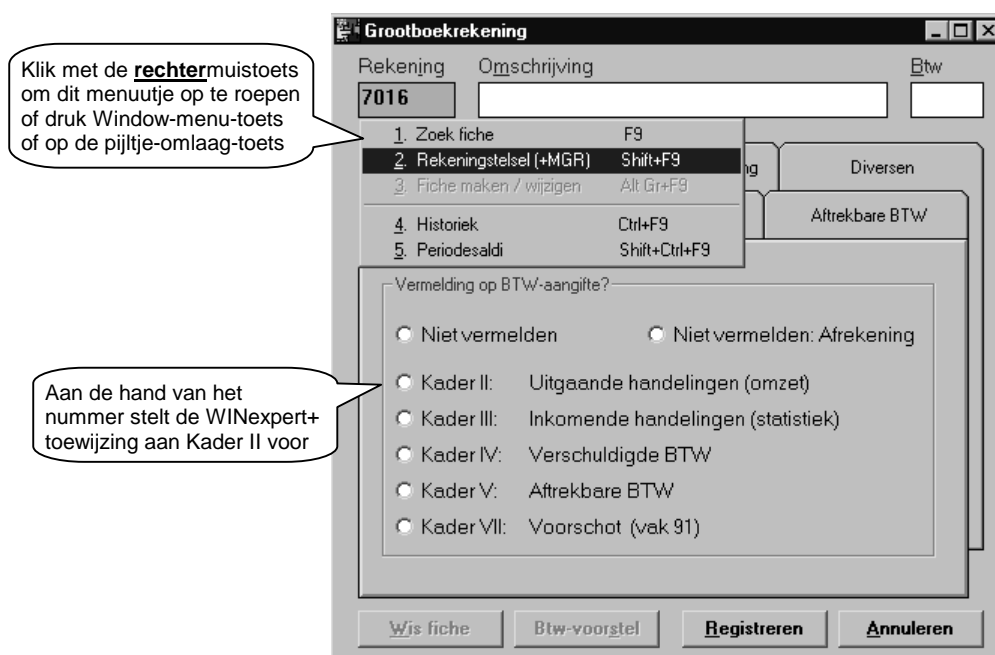 Grootboekrekening
Klik met de rechtermuistoets
om dit menuutje op te roepen
of druk Window-menu-toets
of op de pijltje-omlaag-toets
Rekening Omschrijving Btw
7016
1. Zoek fiche F9
2. Rekeningstelsel (+MGR) Shift+F9
3. Fiche maken / wijzigen Alt Gr+F9
4. Historiek Ctrl+F9
5. Periodesaldi Shift+Ctrl+F9
ng Diversen
Aftrekbare BTW
Vermelding op BTW-aangifte?
Niet vermelden Niet vermelden: Afrekening
Aan de hand van het
nummer stelt de WINexpert+
toewijzing aan Kader II voor
Kader II: Uitgaande handelingen (omzet)
Kader III: Inkomende handelingen (statistiek)
Kader IV: Verschuldigde BTW
Kader V: Aftrekbare BTW
Kader VII: Voorschot (vak 91)
Wis fiche Btw-voorstel Registreren Annuleren